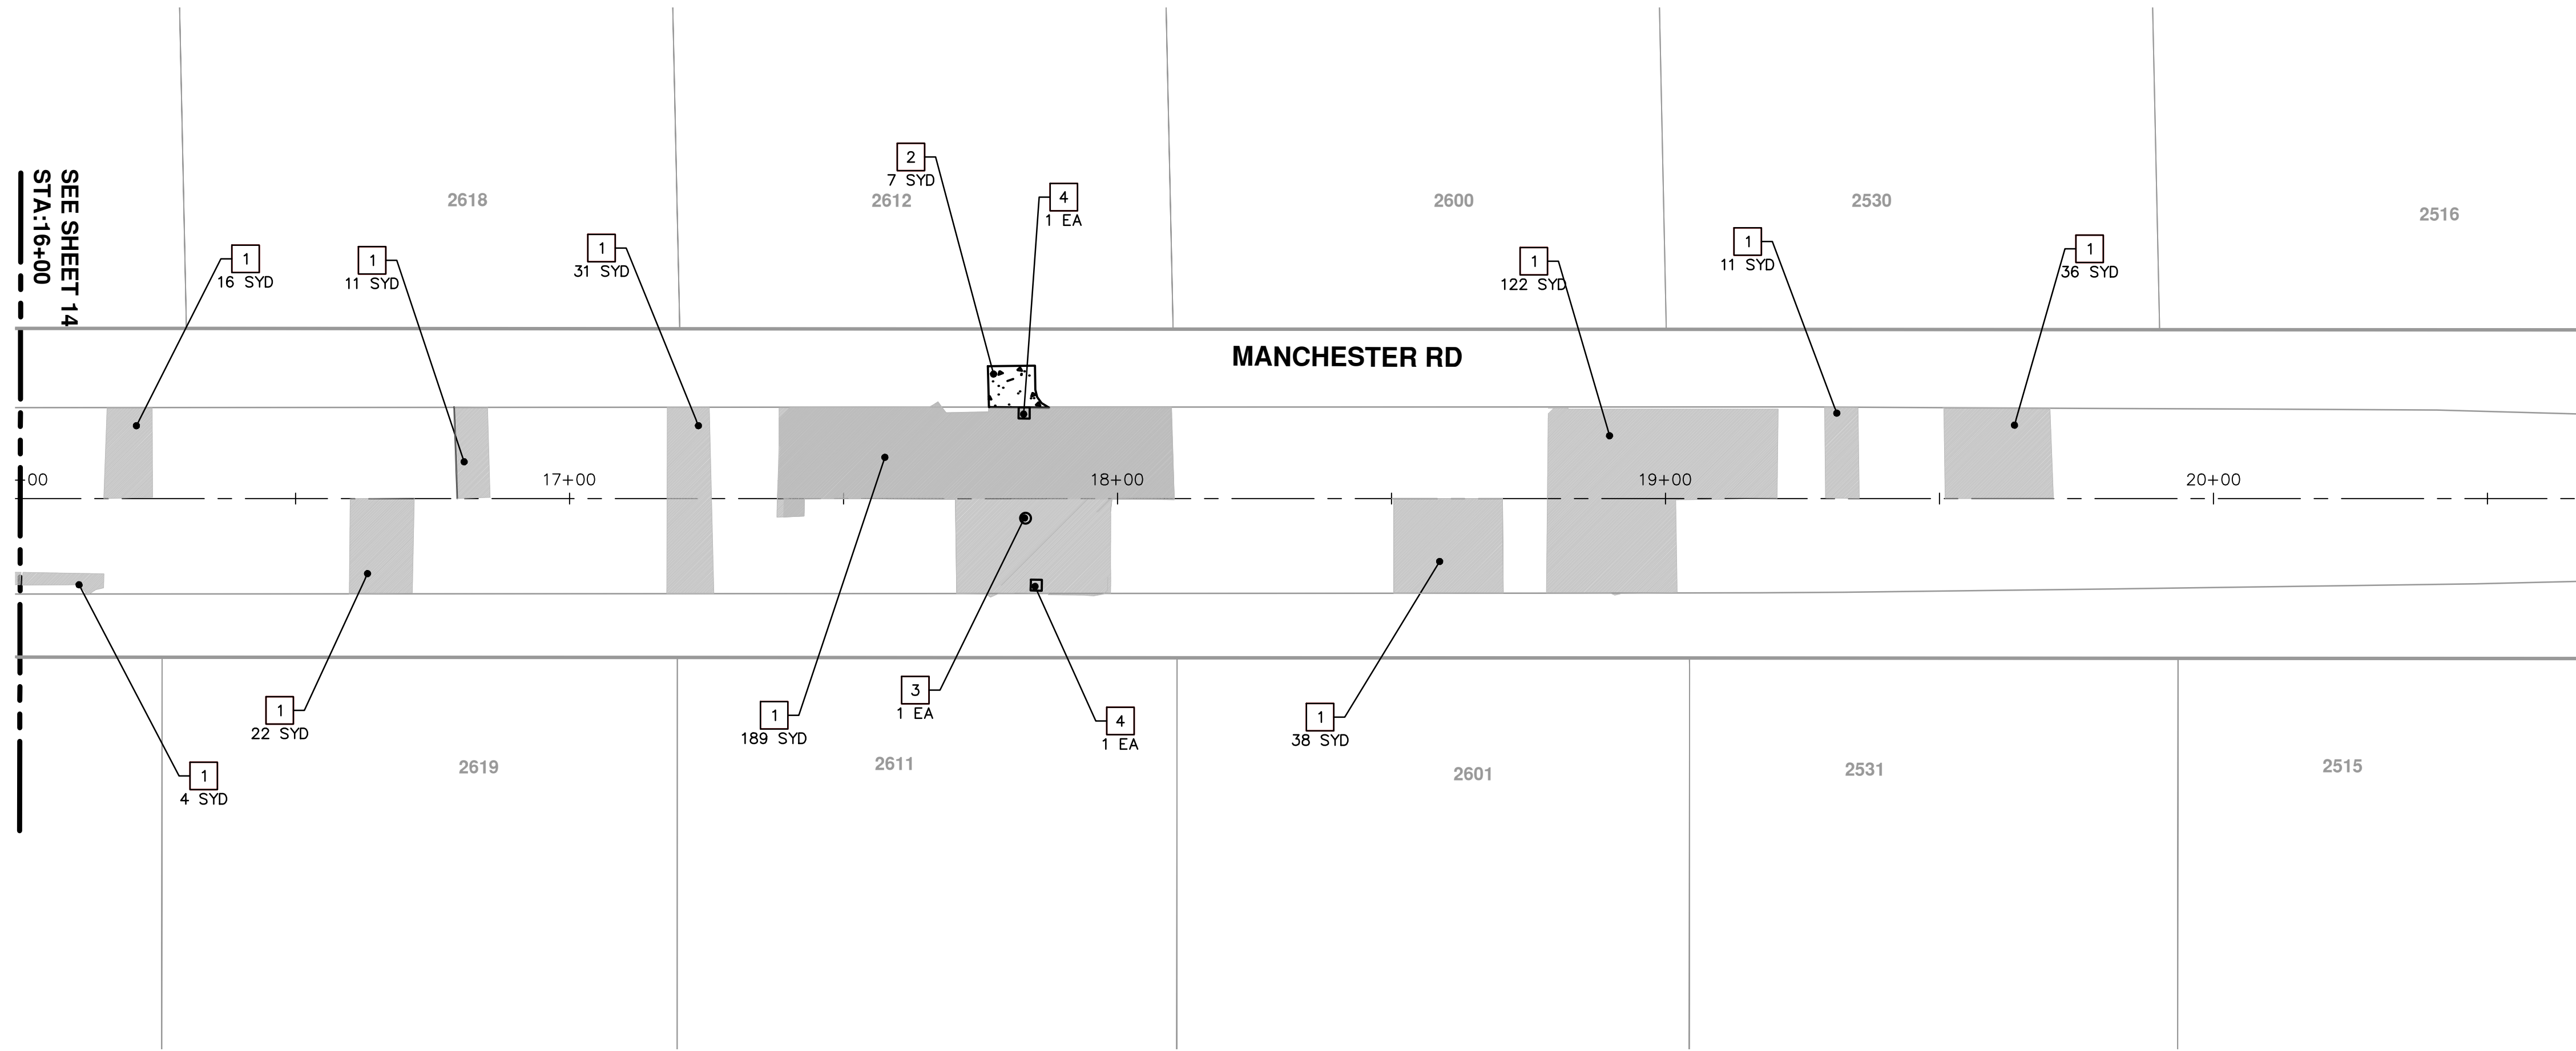 SEE SHEET 14
STA:16+00
2618
2612
2600
2530
2516
2
7 SYD
4
1 EA
1
16 SYD
1
11 SYD
1
31 SYD
1
122 SYD
1
11 SYD
1
36 SYD
MANCHESTER RD
+00
17+00
18+00
19+00
20+00
1
4 SYD
1
22 SYD
1
189 SYD
3
1 EA
4
1 EA
1
38 SYD
2619
2611
2601
2531
2515